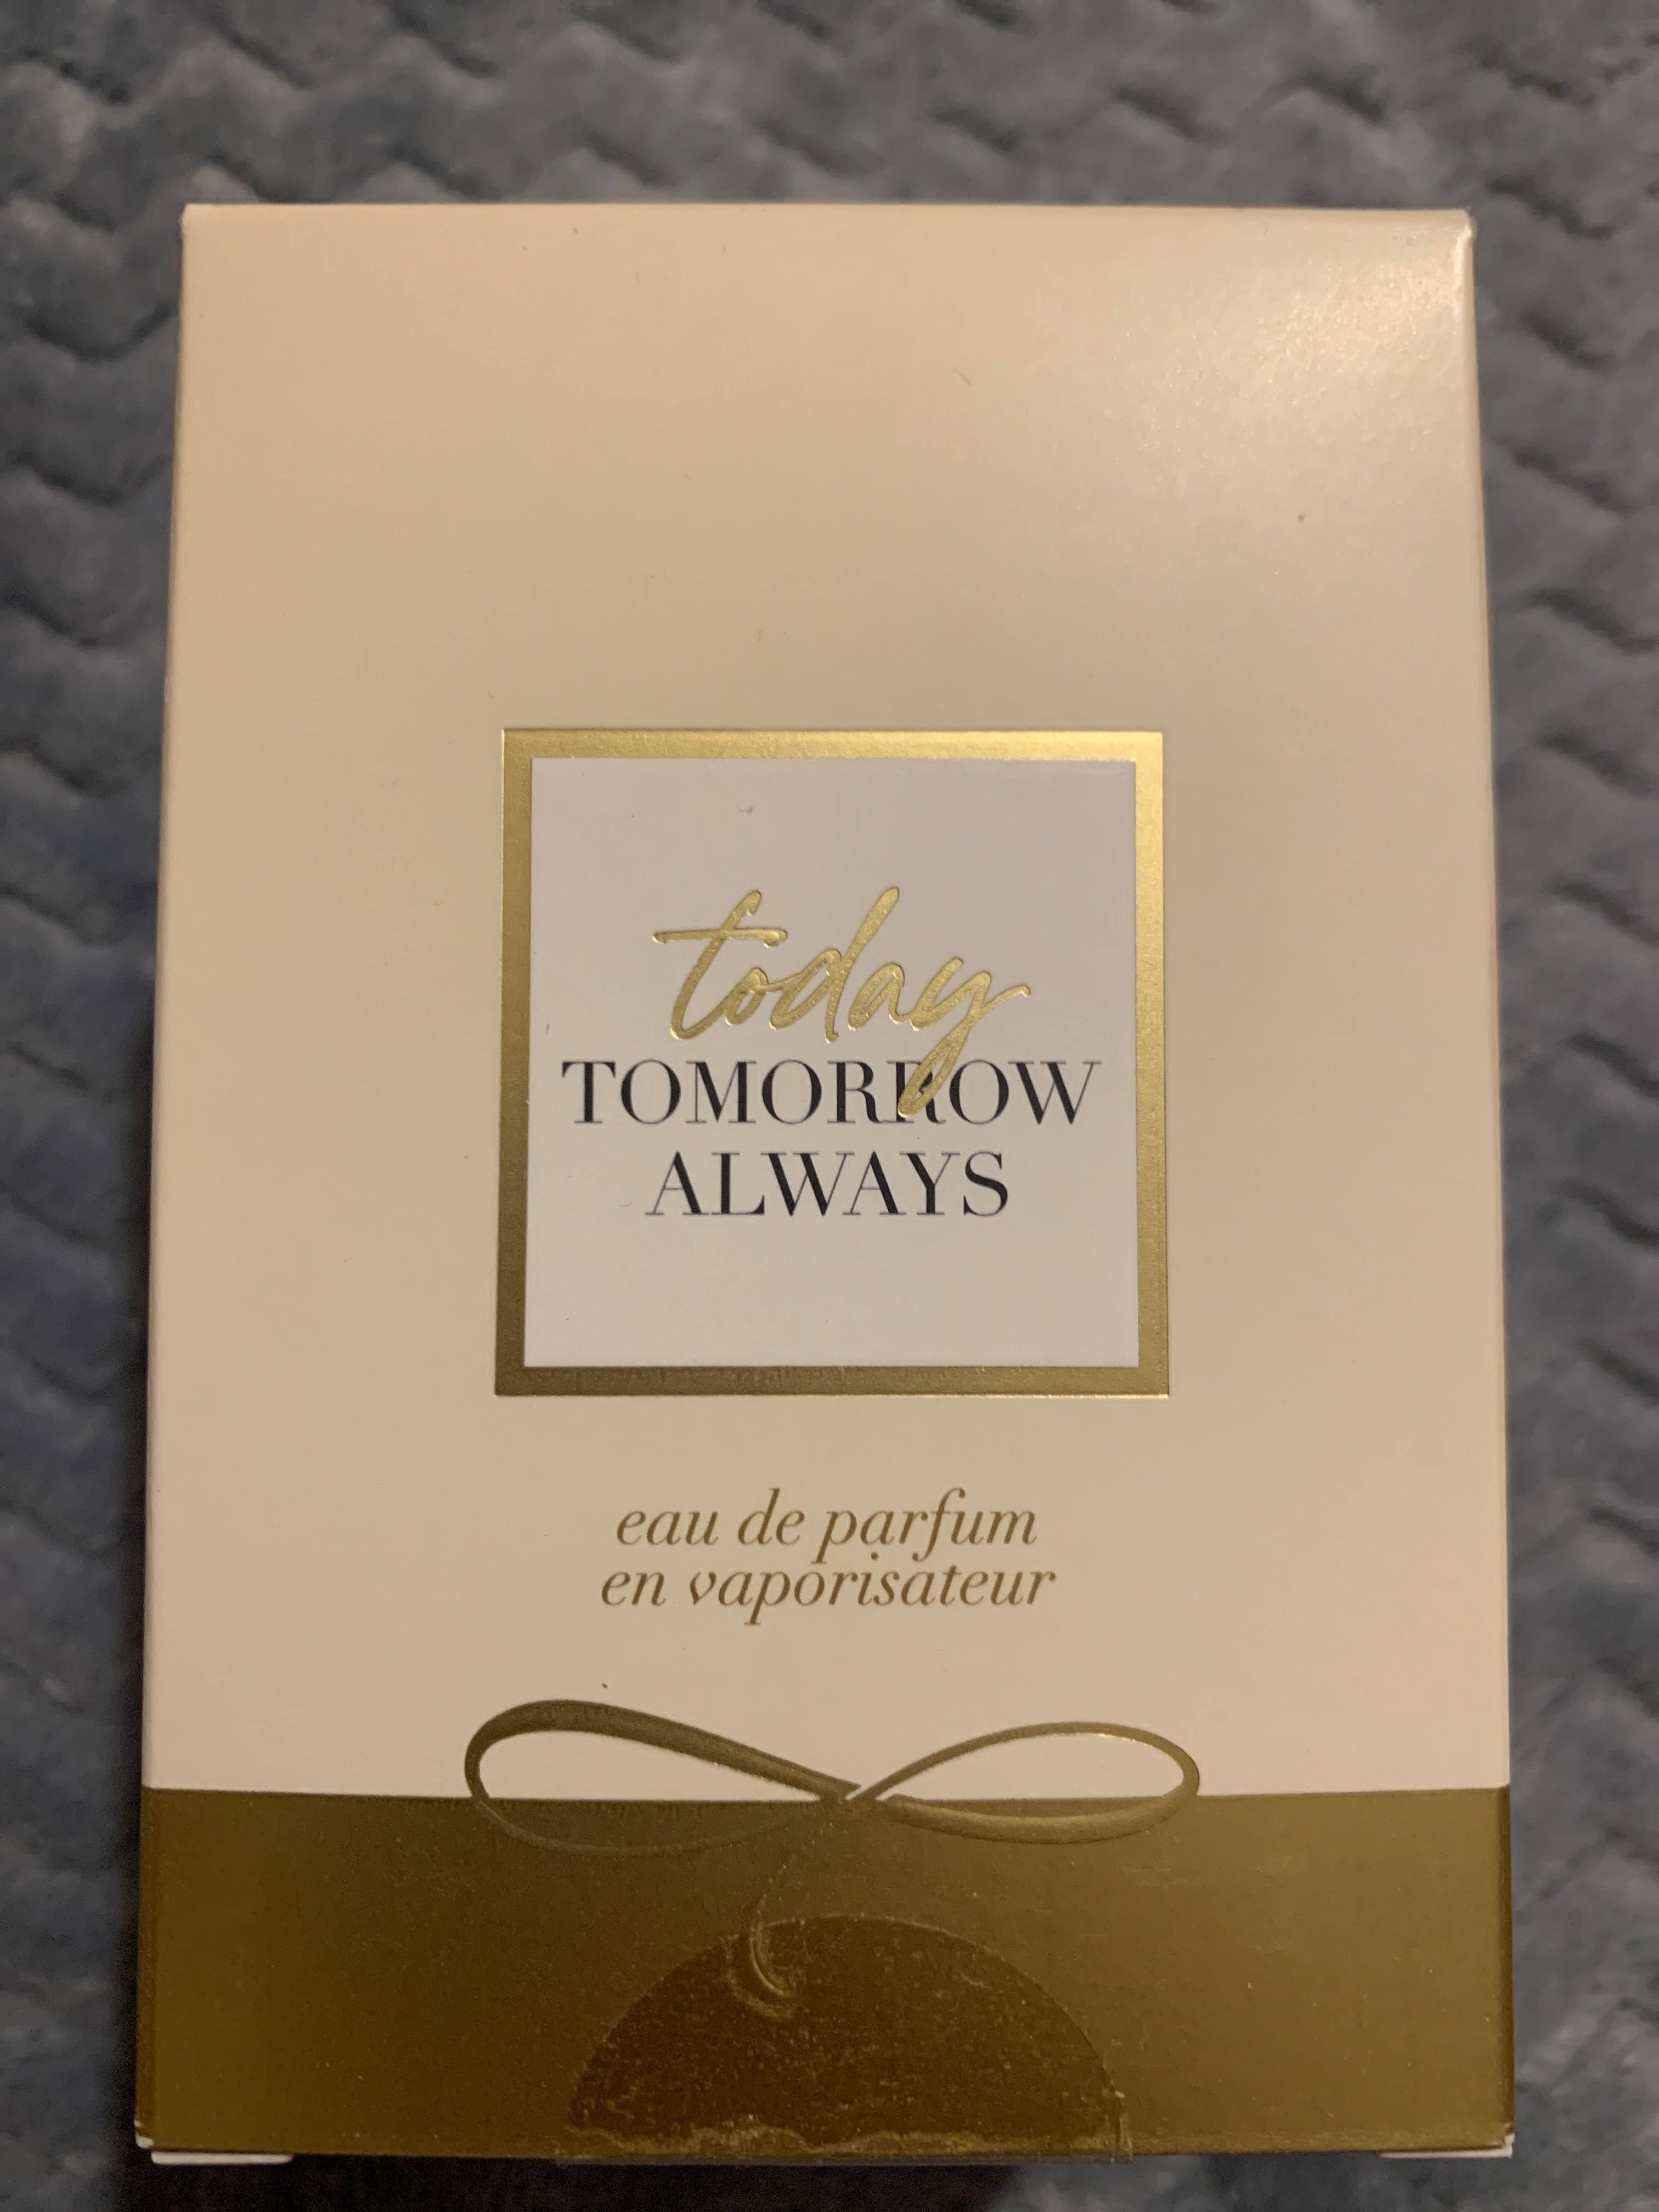 today
TOMORROW
ALWAYS
eau de parfum
en vaporisateur